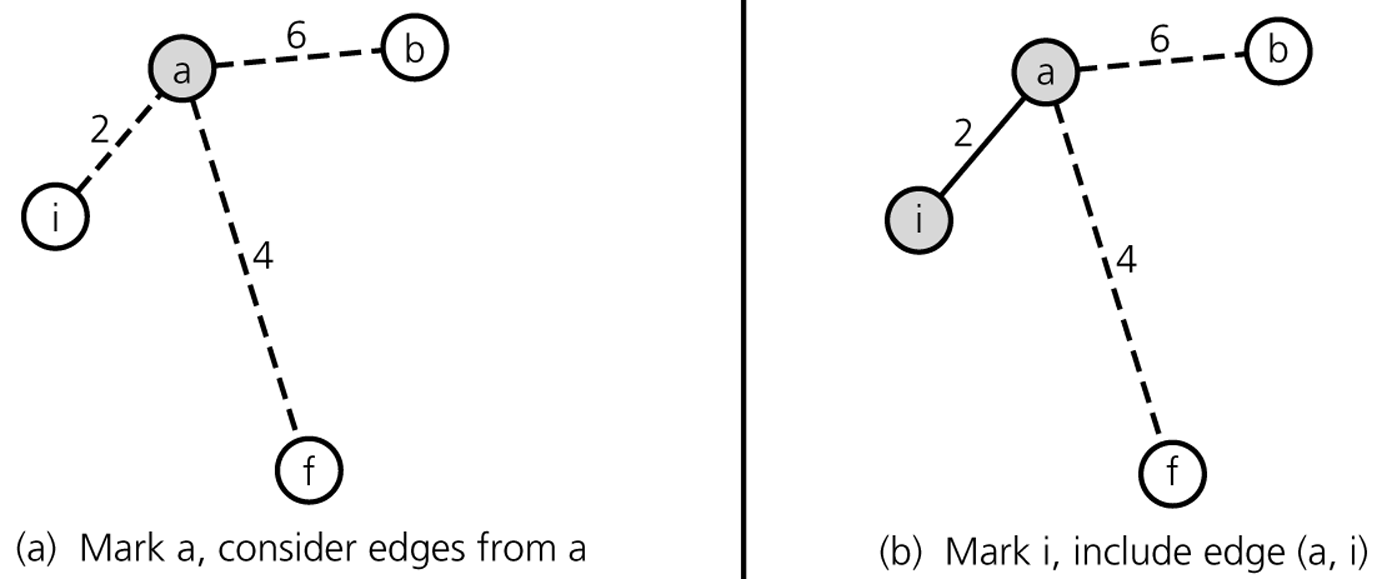 6
b
a
2
i
4
f
(a) Mark a, consider edges from a
6
b
a
2
i
4
f
(b) Mark i, include edge (a, i)